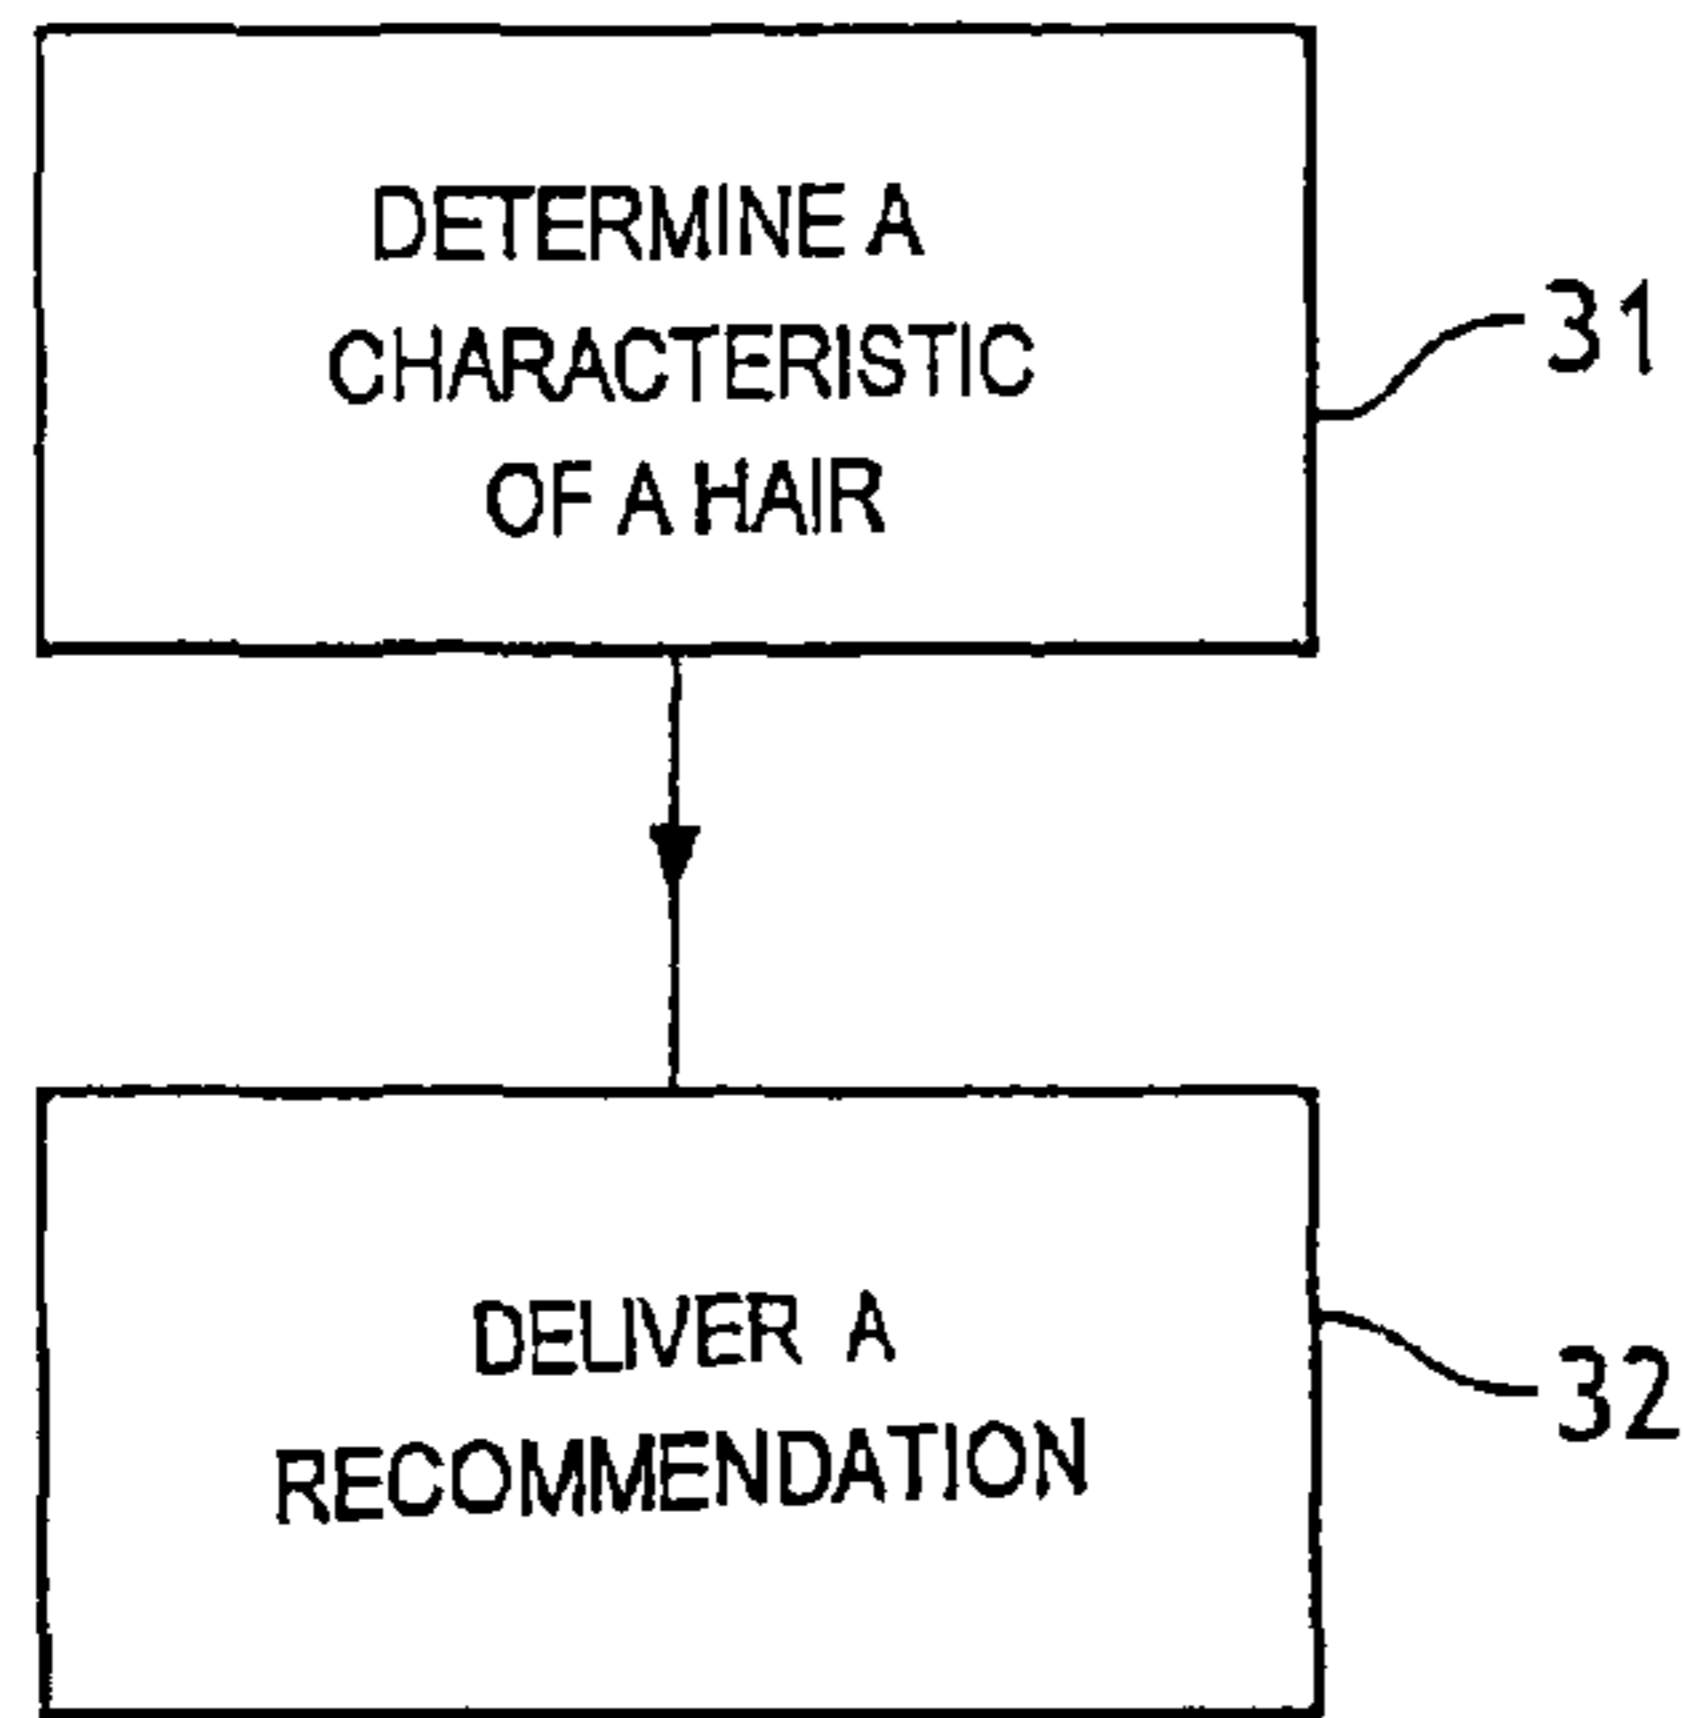 DETERMINE A
CHARACTERISTIC
OF A HAIR
31
DELIVER A
RECOMMENDATION
32